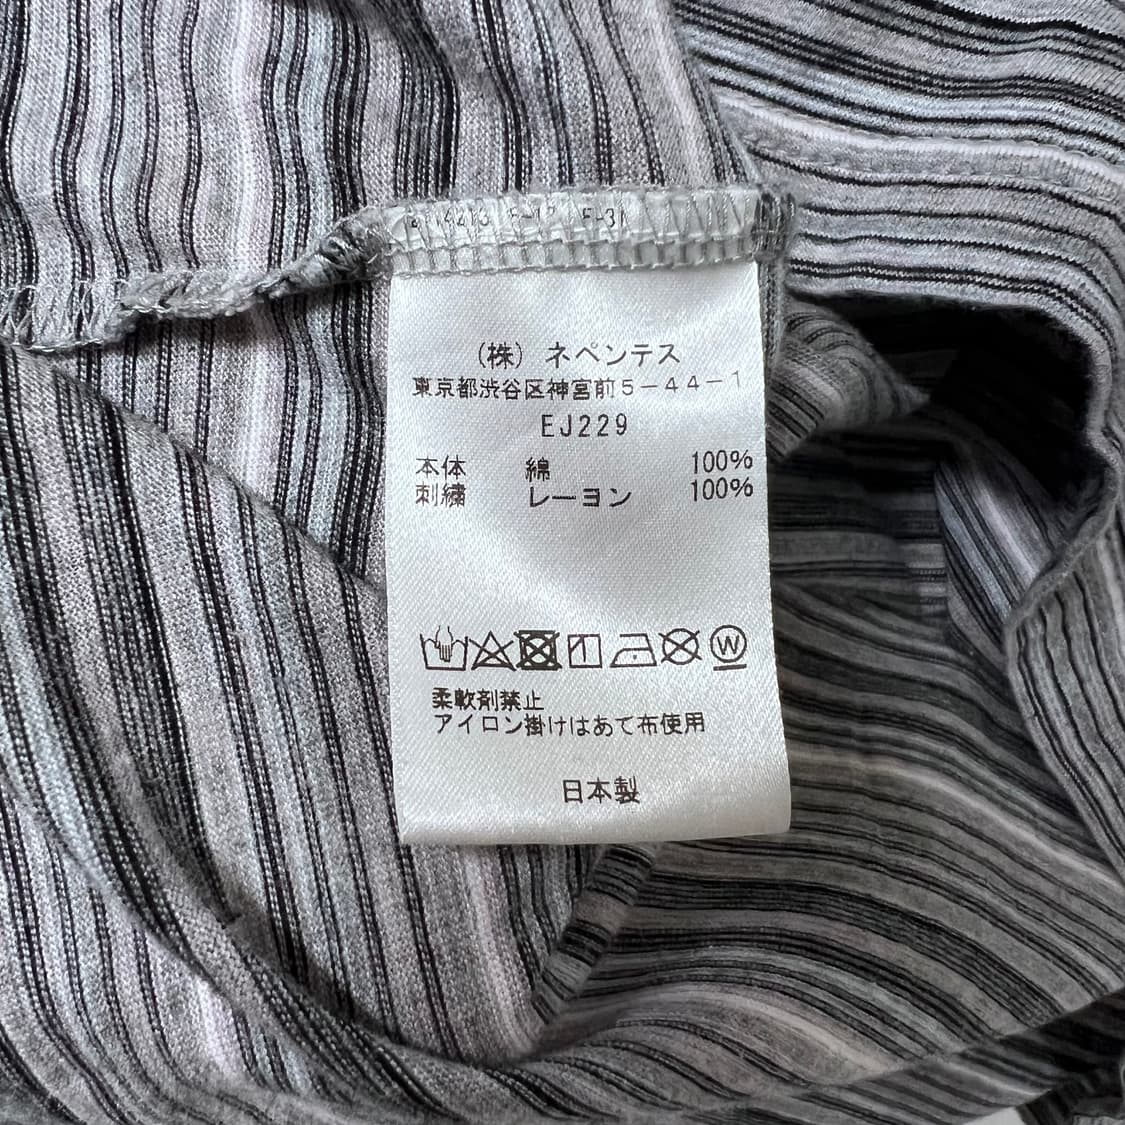 (株) ネペンテス
東京都渋谷区神宮前5-44-1
EJ229
本体 綿 100%
刺繍 レーヨン 100%
W
柔軟剤禁止
アイロン掛けはあて布使用
日本製